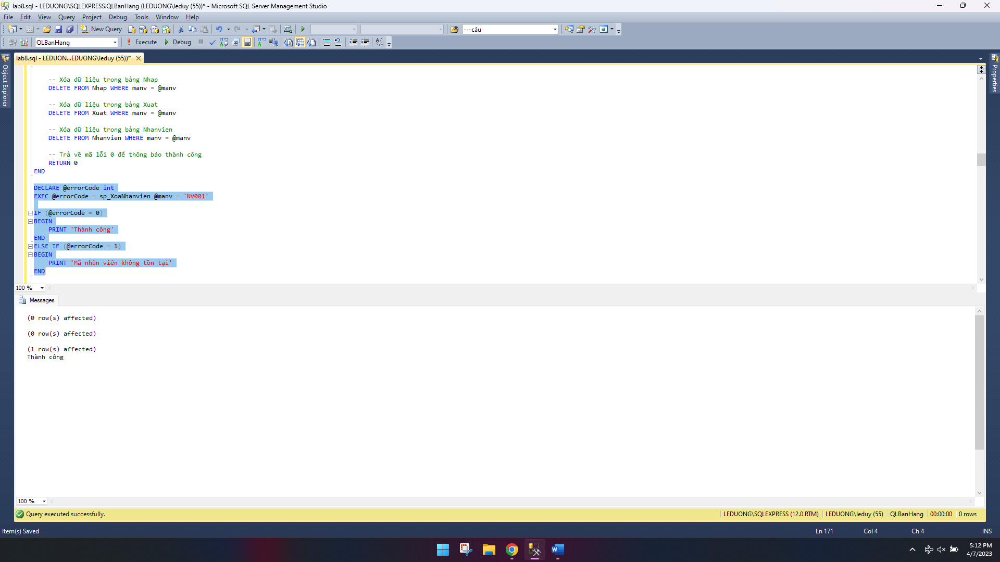 lab8.sql - LEDUONG\SQLEXPRESS.QLBanHang (LEDUONG\leduy (55))* - Microsoft SQL Server Management Studio
File Edit View Query Project Debug Tools Window Help
New Query ---câu
QLBanHang Execute Debug
lab8.sql - LEDUON...EDUONG\leduy (55))*
Object Explorer
Properties
-- Xóa dữ liệu trong bảng Nhap
DELETE FROM Nhap WHERE manv = @manv
-- Xóa dữ liệu trong bảng Xuat
DELETE FROM Xuat WHERE manv = @manv
-- Xóa dữ liệu trong bảng Nhanvien
DELETE FROM Nhanvien WHERE manv = @manv
-- Trả về mã lỗi 0 để thông báo thành công
RETURN 0
END
DECLARE @errorCode int
EXEC @errorCode = sp_XoaNhanvien @manv = 'NV001'
IF (@errorCode = 0)
BEGIN
PRINT 'Thành công'
END
ELSE IF (@errorCode = 1)
BEGIN
PRINT 'Mã nhân viên không tồn tại'
END
100 %
Messages
(0 row(s) affected)
(0 row(s) affected)
(1 row(s) affected)
Thành công
100 %
Query executed successfully. LEDUONG\SQLEXPRESS (12.0 RTM) LEDUONG\leduy (55) QLBanHang 00:00:00 0 rows
Item(s) Saved Ln 171 Col 4 Ch 4 INS
5:12 PM
4/7/2023